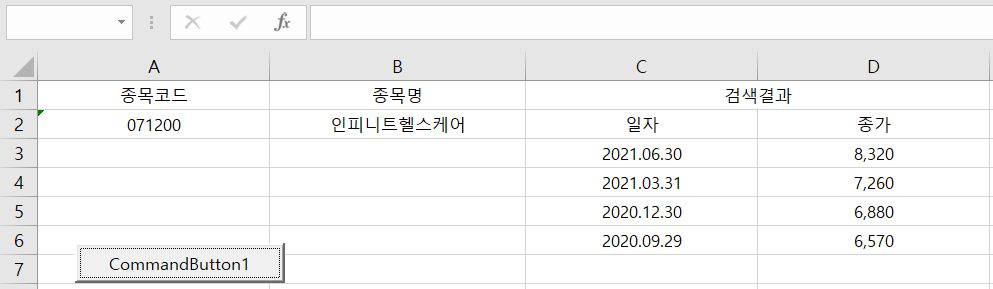 fx
A B C D
1 종목코드 종목명 검색결과
2 071200 인피니트헬스케어 일자 종가
3 2021.06.30 8,320
4 2021.03.31 7,260
5 2020.12.30 6,880
6 2020.09.29 6,570
7 CommandButton1